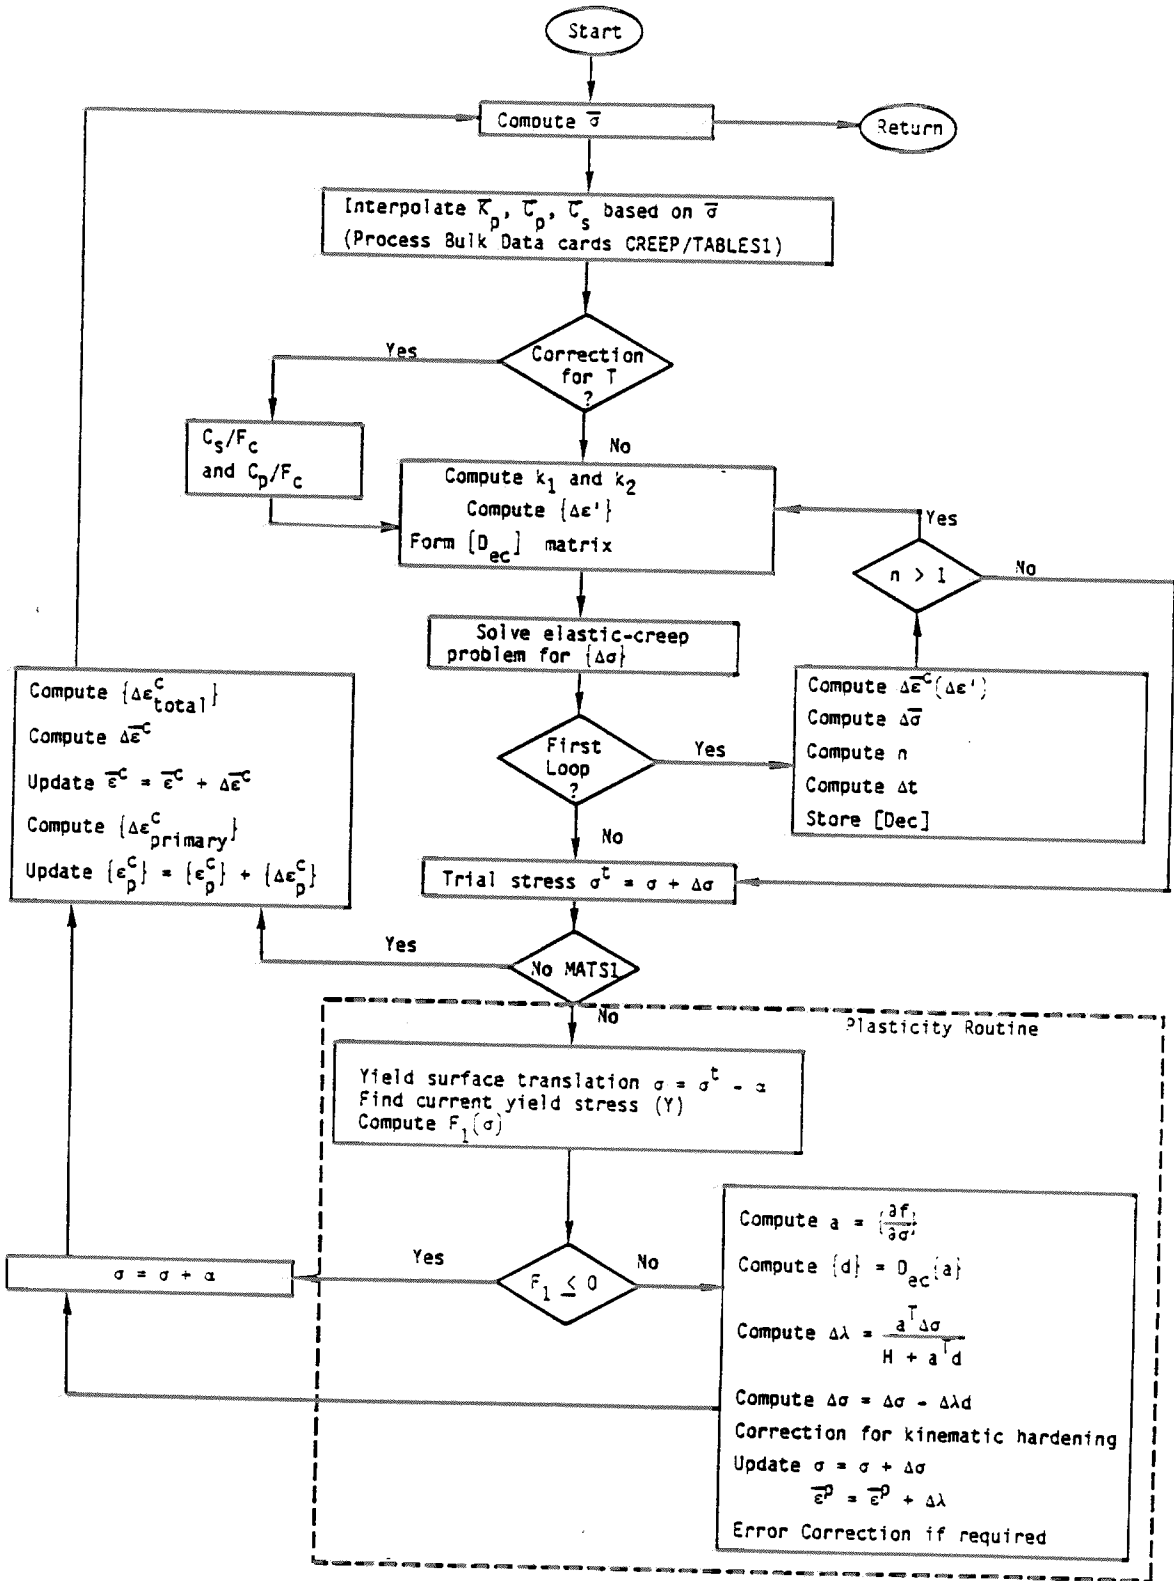 Start
Compute σ̅
Return
Interpolate K̅p, C̅p, C̅s based on σ̅
(Process Bulk Data cards CREEP/TABLES1)
Yes
Correction
for T
?
No
Cs/Fc
and Cp/Fc
Compute k1 and k2
Compute {Δε'}
Form [Dec] matrix
Yes
n > 1
No
Solve elastic-creep
problem for {Δσ}
First
Loop
?
Yes
No
Compute Δε̅ᶜ(Δε')
Compute Δσ̅
Compute n
Compute Δt
Store [Dec]
Compute {Δεᶜtotal}
Compute Δε̅ᶜ
Update ε̅ᶜ = ε̅ᶜ + Δε̅ᶜ
Compute {Δεᶜprimary}
Update {εᶜp} = {εᶜp} + {Δεᶜp}
Trial stress σᵗ = σ + Δσ
Yes
No MATS1
No
Plasticity Routine
Yield surface translation σ = σᵗ - α
Find current yield stress (Y)
Compute F1(σ)
Yes
F1 ≤ 0
No
σ = σ + α
Compute a = {∂f/∂σ}
Compute {d} = Dec{a}
Compute Δλ = aᵀΔσ / H + aᵀd
Compute Δσ = Δσ - Δλd
Correction for kinematic hardening
Update σ = σ + Δσ
ε̅ᵖ = ε̅ᵖ + Δλ
Error Correction if required